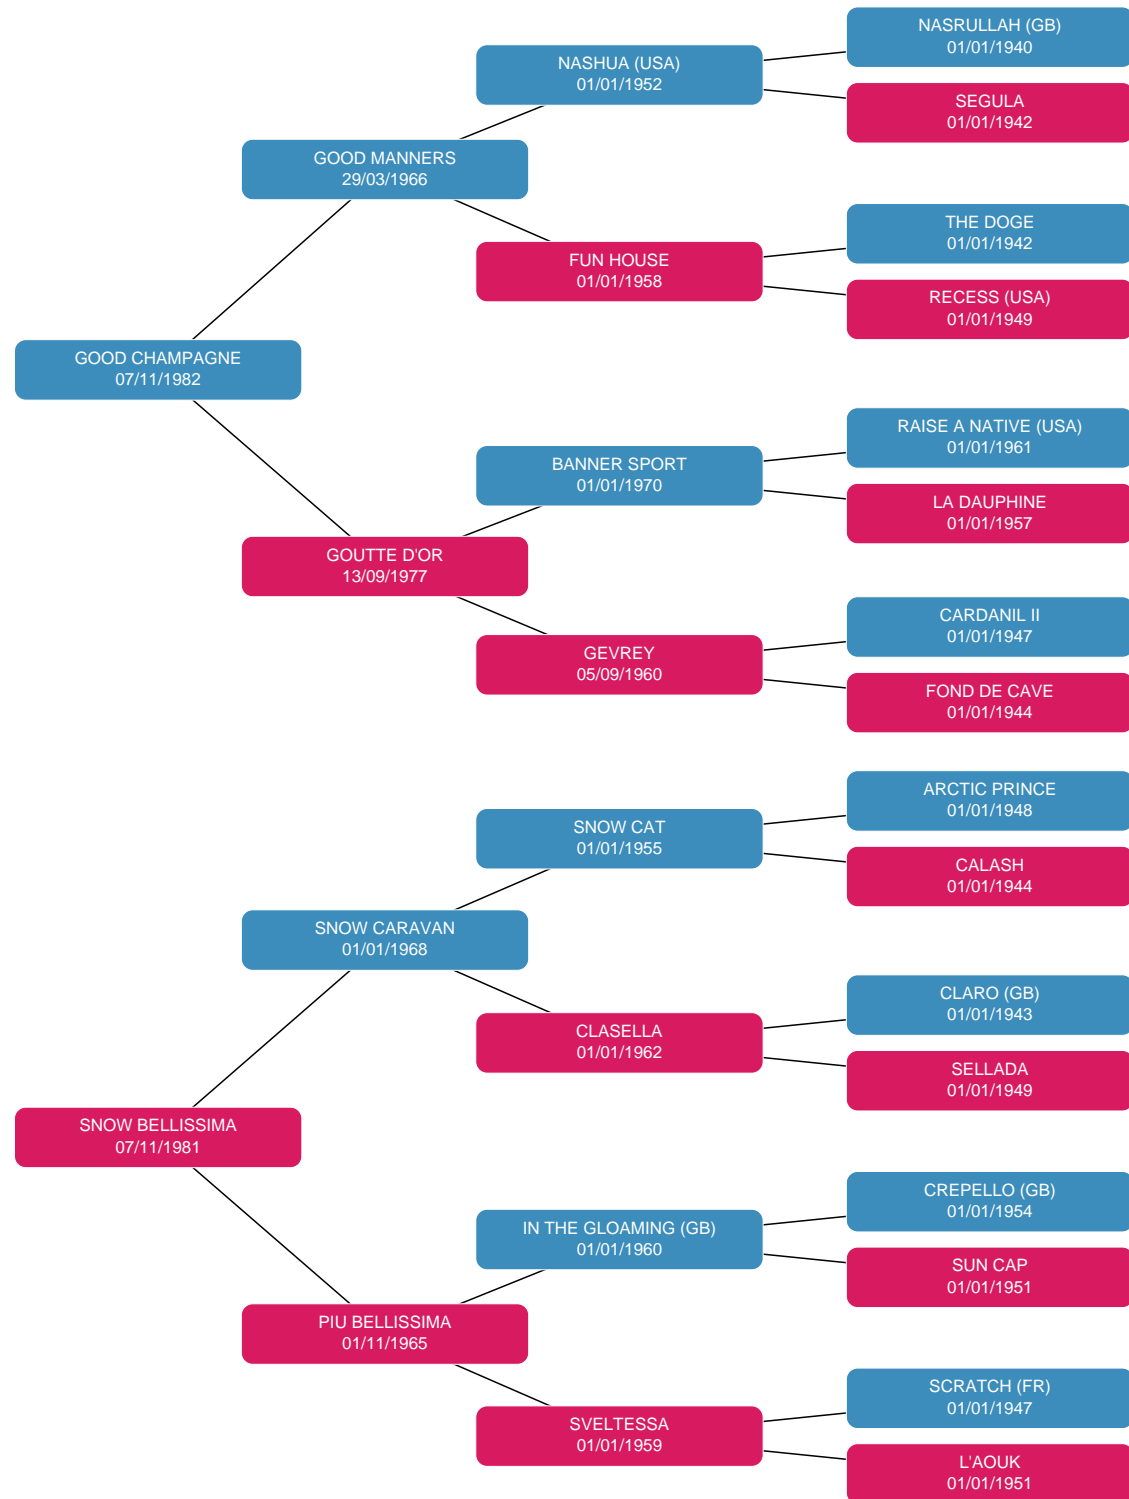 NASRULLAH (GB)
01/01/1940
NASHUA (USA)
01/01/1952
SEGULA
01/01/1942
GOOD MANNERS
29/03/1966
THE DOGE
01/01/1942
FUN HOUSE
01/01/1958
RECESS (USA)
01/01/1949
GOOD CHAMPAGNE
07/11/1982
RAISE A NATIVE (USA)
01/01/1961
BANNER SPORT
01/01/1970
LA DAUPHINE
01/01/1957
GOUTTE D'OR
13/09/1977
CARDANIL II
01/01/1947
GEVREY
05/09/1960
FOND DE CAVE
01/01/1944
ARCTIC PRINCE
01/01/1948
SNOW CAT
01/01/1955
CALASH
01/01/1944
SNOW CARAVAN
01/01/1968
CLARO (GB)
01/01/1943
CLASELLA
01/01/1962
SELLADA
01/01/1949
SNOW BELLISSIMA
07/11/1981
CREPELLO (GB)
01/01/1954
IN THE GLOAMING (GB)
01/01/1960
SUN CAP
01/01/1951
PIU BELLISSIMA
01/11/1965
SCRATCH (FR)
01/01/1947
SVELTESSA
01/01/1959
L'AOUK
01/01/1951